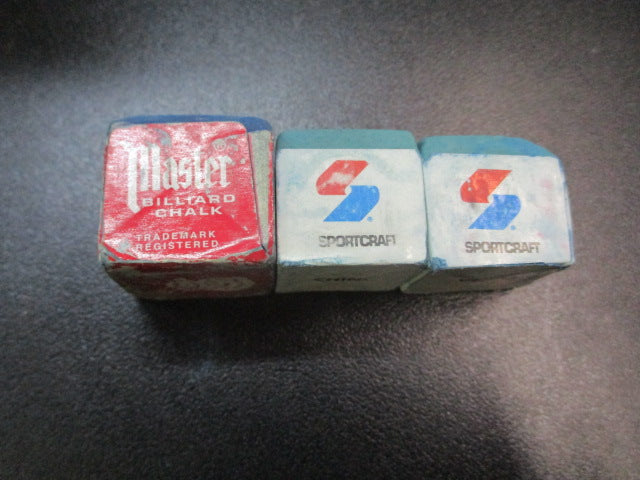 Master
BILLIARD
CHALK
TRADEMARK
REGISTERED
SPORTCRAFT
SPORTCRAFT